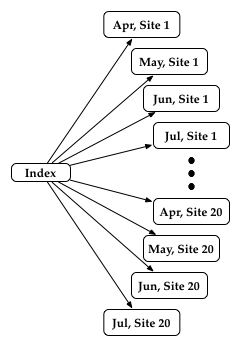 Apr, Site 1
May, Site 1
Jun, Site 1
Jul, Site 1
Index
Apr, Site 20
May, Site 20
Jun, Site 20
Jul, Site 20